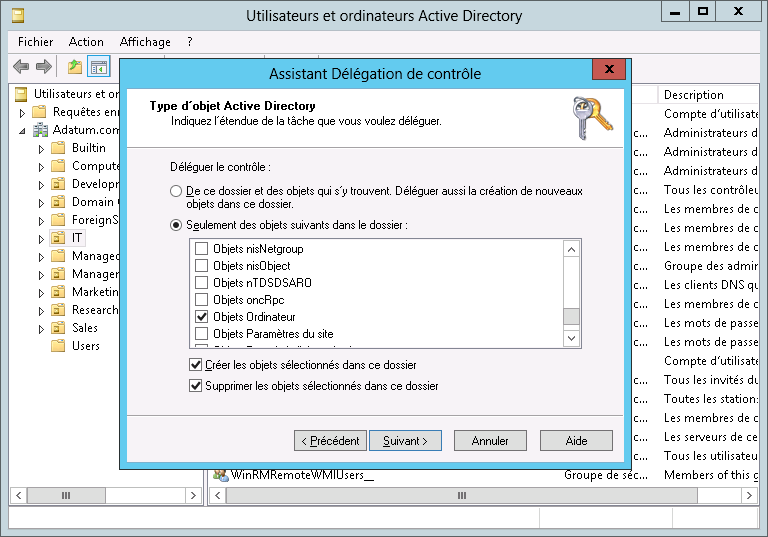 Utilisateurs et ordinateurs Active Directory
Fichier Action Affichage ?
Utilisateurs et or
Requêtes enr
Adatum.com
Builtin
Compute
Develop
Domain
ForeignS
IT
Managed
Manager
Marketin
Research
Sales
Users
Assistant Délégation de contrôle
X
Type d'objet Active Directory
Indiquez l'étendue de la tâche que vous voulez déléguer.
Déléguer le contrôle :
De ce dossier et des objets qui s'y trouvent. Déléguer aussi la création de nouveaux
objets dans ce dossier.
Seulement des objets suivants dans le dossier :
Objets nisNetgroup
Objets nisObject
Objets nTDSDSARO
Objets oncRpc
Objets Ordinateur
Objets Paramètres du site
Créer les objets sélectionnés dans ce dossier
Supprimer les objets sélectionnés dans ce dossier
< Précédent Suivant > Annuler Aide
Description
Compte d'utilisate
c... Administrateurs d
c... Administrateurs d
c... Administrateurs d
c... Tous les contrôleu
c... Les membres de c
c... Les membres de c
c... Les membres de c
c... Groupe des admin
c... Les clients DNS qu
c... Les membres de c
c... Les mots de passe
c... Les mots de passe
Compte d'utilisate
c... Tous les invités du
c... Toutes les station:
c... Les membres de c
c... Les serveurs de ce
c... Tous les utilisateu
WinRMRemoteWMIUsers__ Groupe de séc... Members of this g